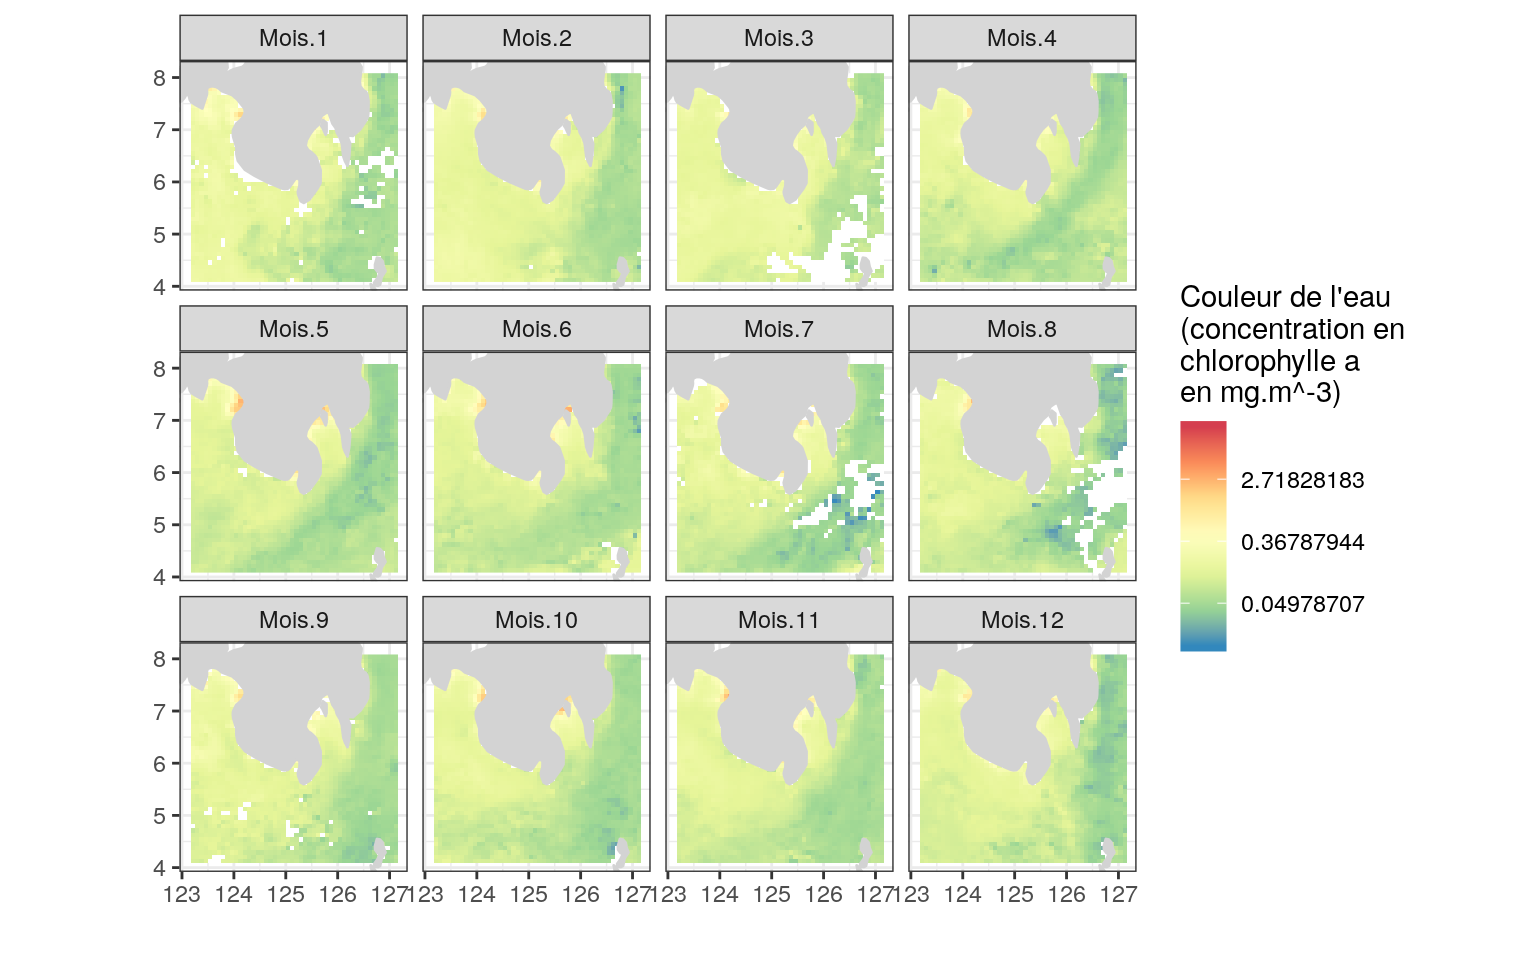 Mois.1 Mois.2 Mois.3 Mois.4
8
7
6
5
4
Mois.5 Mois.6 Mois.7 Mois.8
8
7
6
5
4
Mois.9 Mois.10 Mois.11 Mois.12
8
7
6
5
4
123 124 125 126 127 123 124 125 126 127 123 124 125 126 127 123 124 125 126 127
Couleur de l'eau
(concentration en
chlorophylle a
en mg.m^-3)
2.71828183
0.36787944
0.04978707